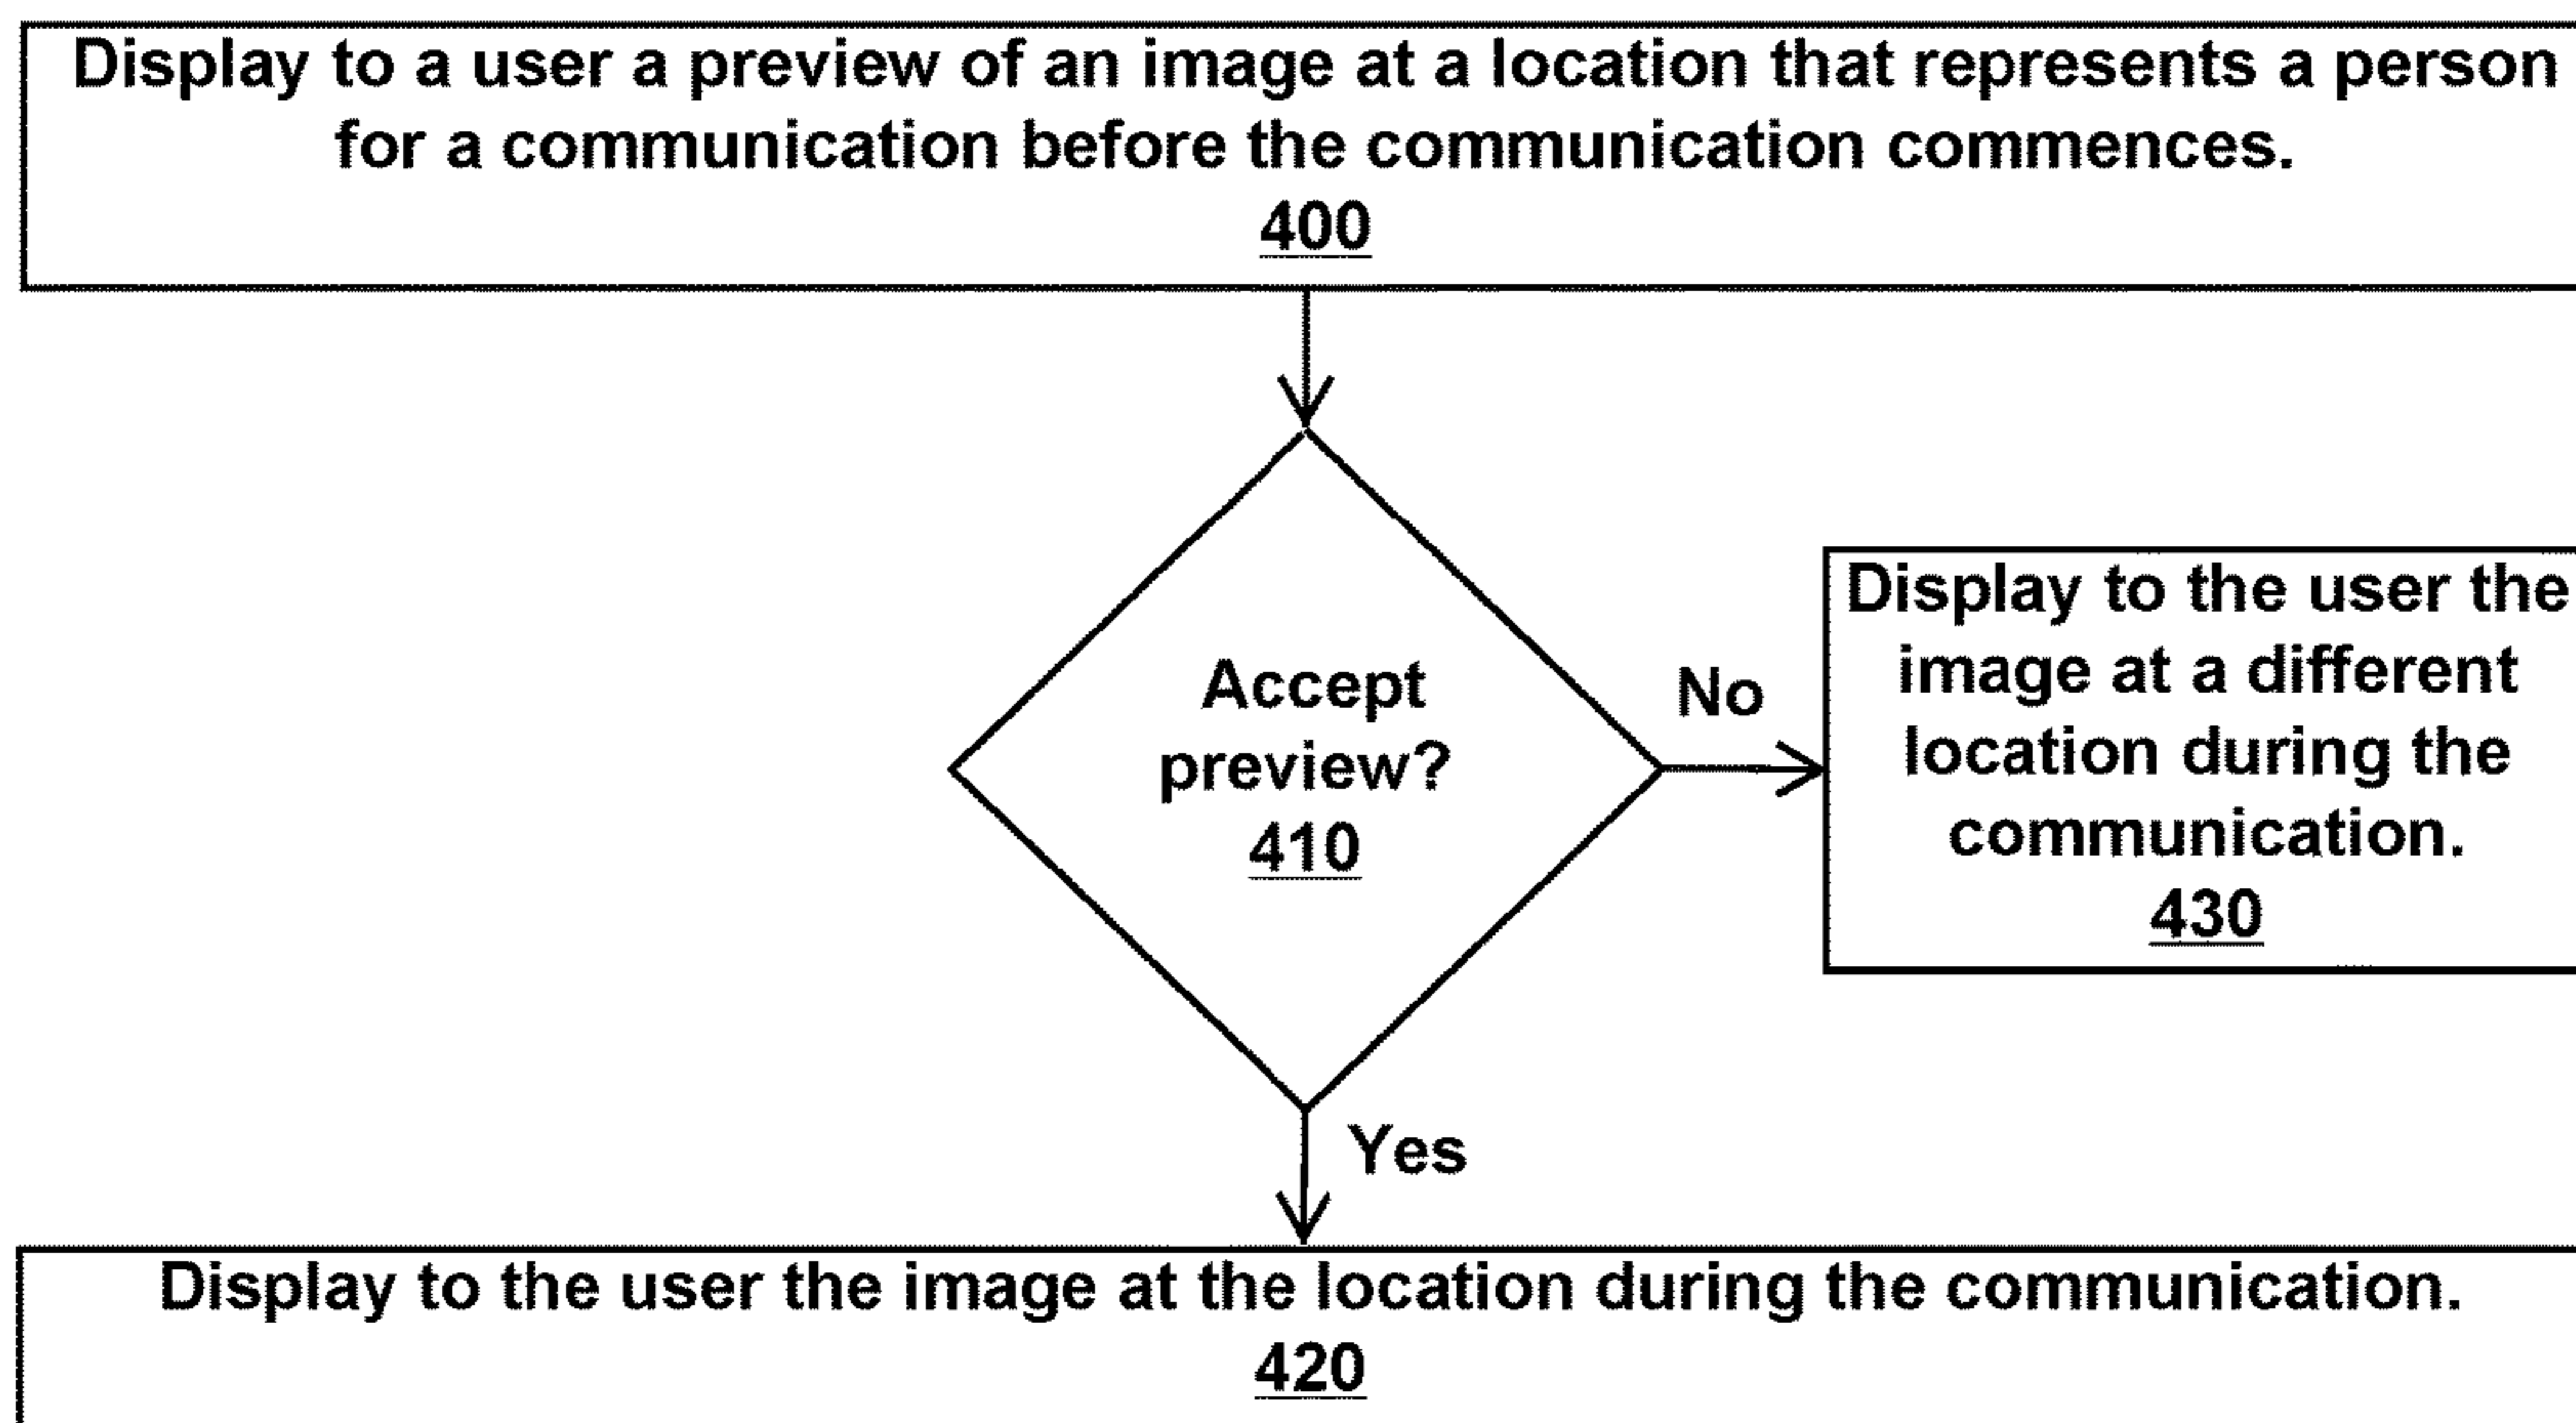 Display to a user a preview of an image at a location that represents a person
for a communication before the communication commences.
400
Accept
preview?
410
No
Display to the user the
image at a different
location during the
communication.
430
Yes
Display to the user the image at the location during the communication.
420